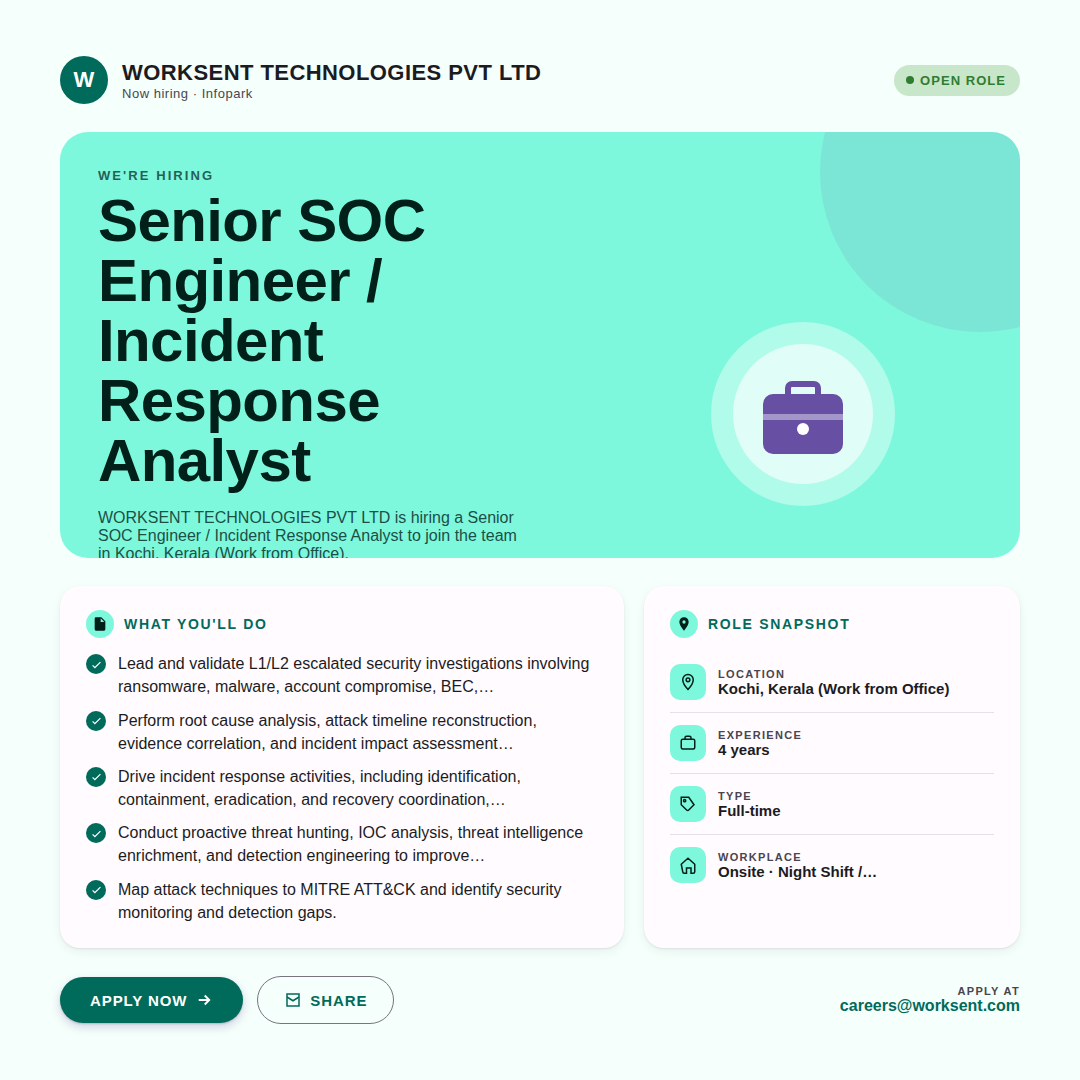 W
WORKSENT TECHNOLOGIES PVT LTD
Now hiring · Infopark
OPEN ROLE
WE'RE HIRING
Senior SOC
Engineer /
Incident
Response
Analyst
WORKSENT TECHNOLOGIES PVT LTD is hiring a Senior
SOC Engineer / Incident Response Analyst to join the team
in Kochi, Kerala (Work from Office).
WHAT YOU'LL DO
Lead and validate L1/L2 escalated security investigations involving
ransomware, malware, account compromise, BEC,…
Perform root cause analysis, attack timeline reconstruction,
evidence correlation, and incident impact assessment…
Drive incident response activities, including identification,
containment, eradication, and recovery coordination,…
Conduct proactive threat hunting, IOC analysis, threat intelligence
enrichment, and detection engineering to improve…
Map attack techniques to MITRE ATT&CK and identify security
monitoring and detection gaps.
ROLE SNAPSHOT
LOCATION
Kochi, Kerala (Work from Office)
EXPERIENCE
4 years
TYPE
Full-time
WORKPLACE
Onsite · Night Shift /…
APPLY NOW
SHARE
APPLY AT
careers@worksent.com